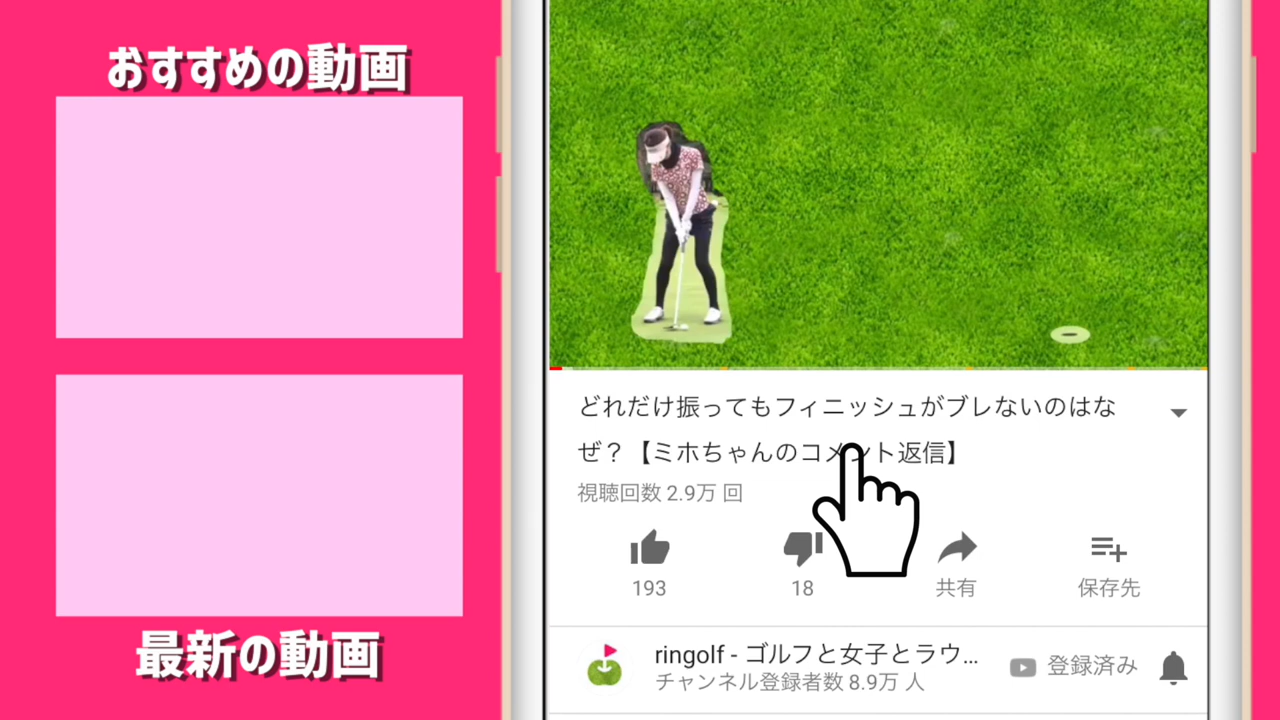 おすすめの動画
最新の動画
どれだけ振ってもフィニッシュがブレないのはな
ぜ？【ミホちゃんのコメント返信】
視聴回数 2.9万 回
193
18
共有
保存先
ringolf - ゴルフと女子とラウ...
チャンネル登録者数 8.9万 人
登録済み